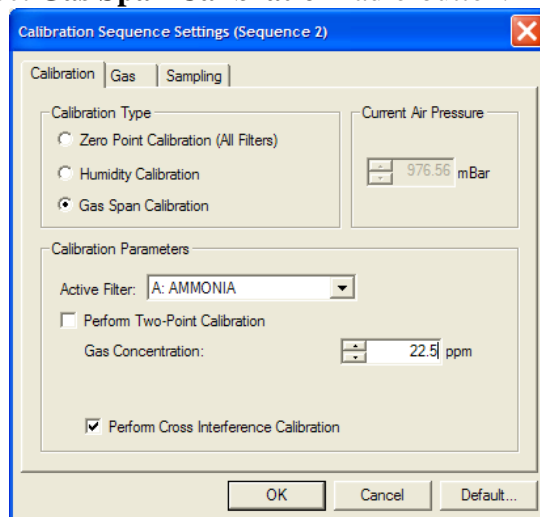 Calibration Sequence Settings (Sequence 2)
Calibration Gas Sampling
Calibration Type
Zero Point Calibration (All Filters)
Humidity Calibration
Gas Span Calibration
Current Air Pressure
976.56 mBar
Calibration Parameters
Active Filter: A: AMMONIA
Perform Two-Point Calibration
Gas Concentration: 22.5 ppm
Perform Cross Interference Calibration
OK Cancel Default...